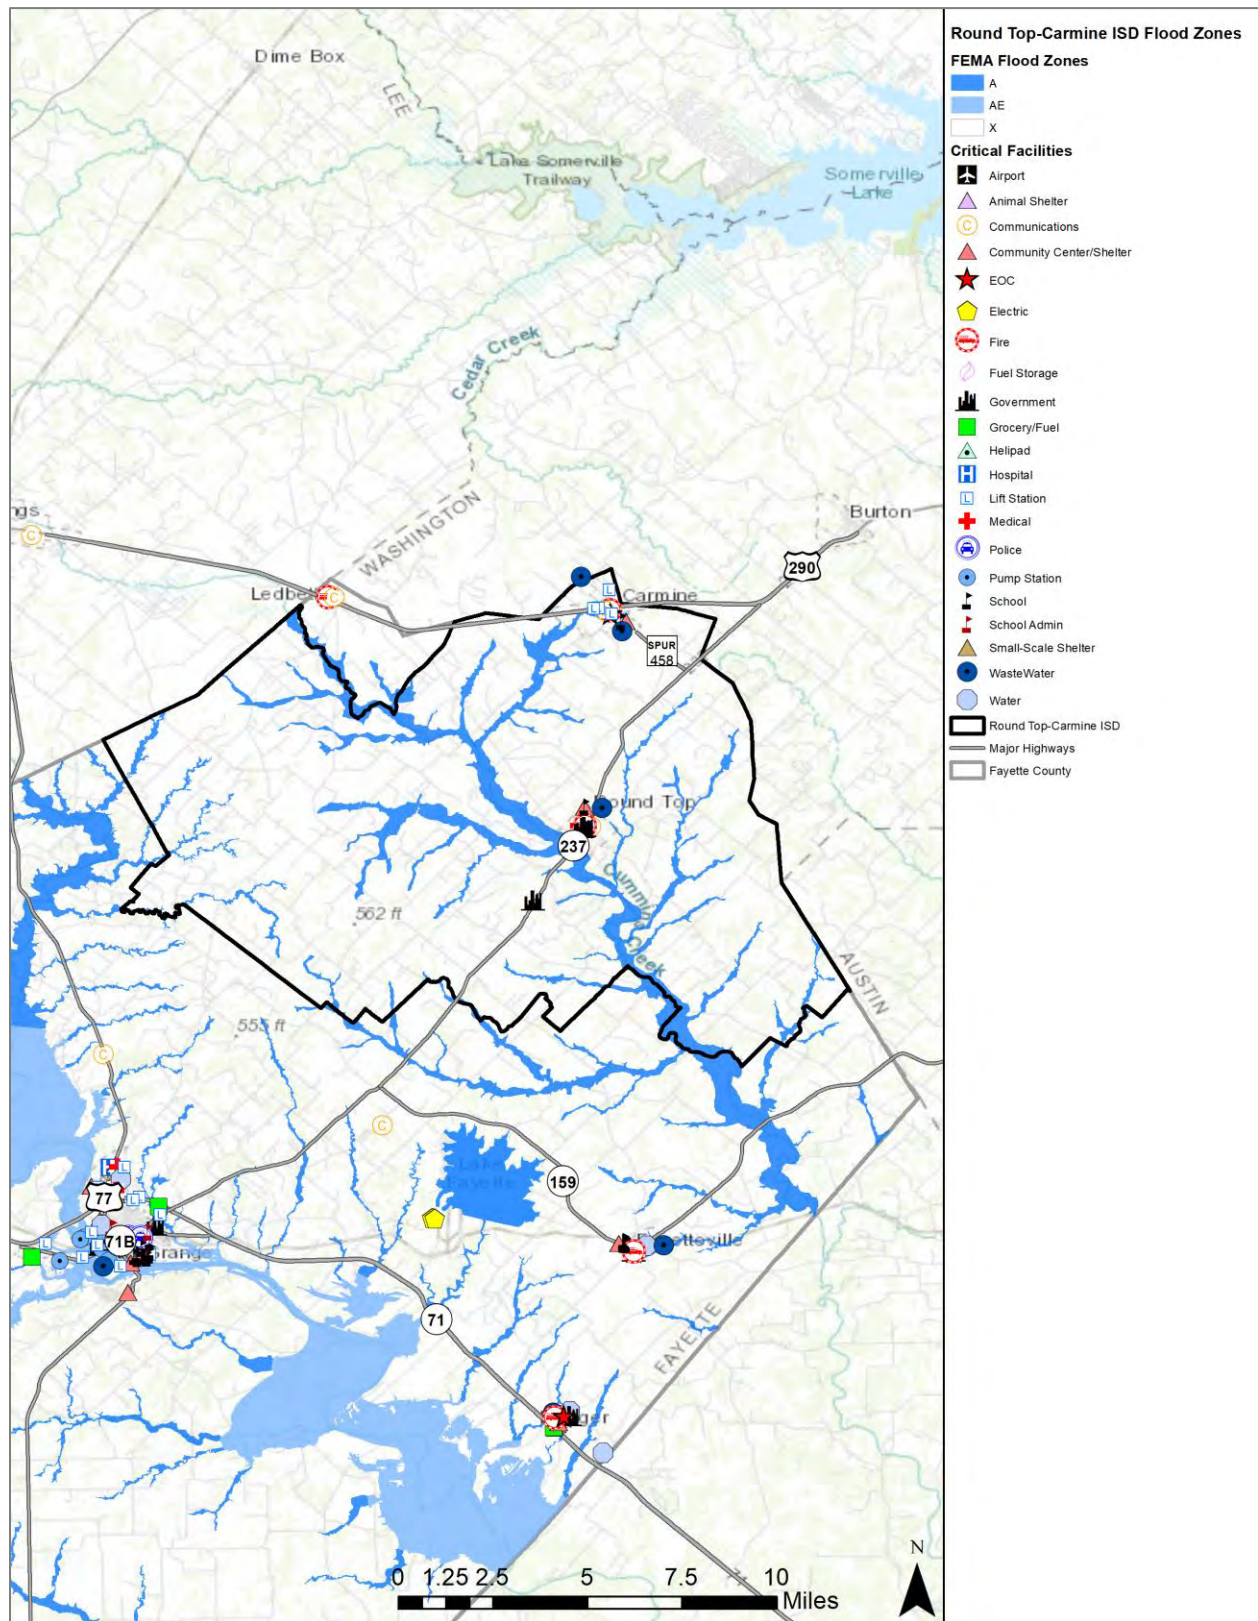 Dime Box
LEE
Lake Somerville
Trailway
Somerville
Lake
Cedar Creek
ngs
C
WASHINGTON
Burton
290
C
Carmine
L
L
L
SPUR
458
Round Top
237
Cummins
Creek
562 ft
AUSTIN
555 ft
C
C
Lake
Fayette
159
H
L
77
L
L
L
L
L
L
L
71B
Grange
71
FAYETTE
0 1.25 2.5 5 7.5 10
Miles
N
Round Top-Carmine ISD Flood Zones
FEMA Flood Zones
A
AE
X
Critical Facilities
Airport
Animal Shelter
C Communications
Community Center/Shelter
EOC
Electric
Fire
Fuel Storage
Government
Grocery/Fuel
Helipad
H Hospital
L Lift Station
Medical
Police
Pump Station
School
School Admin
Small-Scale Shelter
WasteWater
Water
Round Top-Carmine ISD
Major Highways
Fayette County